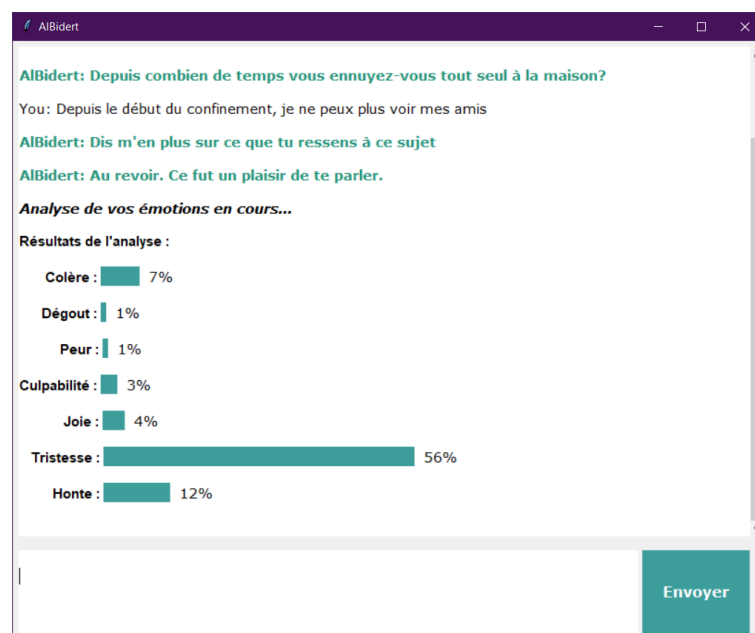 AlBidert
AlBidert: Depuis combien de temps vous ennuyez-vous tout seul à la maison?
You: Depuis le début du confinement, je ne peux plus voir mes amis
AlBidert: Dis m'en plus sur ce que tu ressens à ce sujet
AlBidert: Au revoir. Ce fut un plaisir de te parler.
Analyse de vos émotions en cours...
Résultats de l'analyse :
Colère : 7%
Dégout : 1%
Peur : 1%
Culpabilité : 3%
Joie : 4%
Tristesse : 56%
Honte : 12%
Envoyer